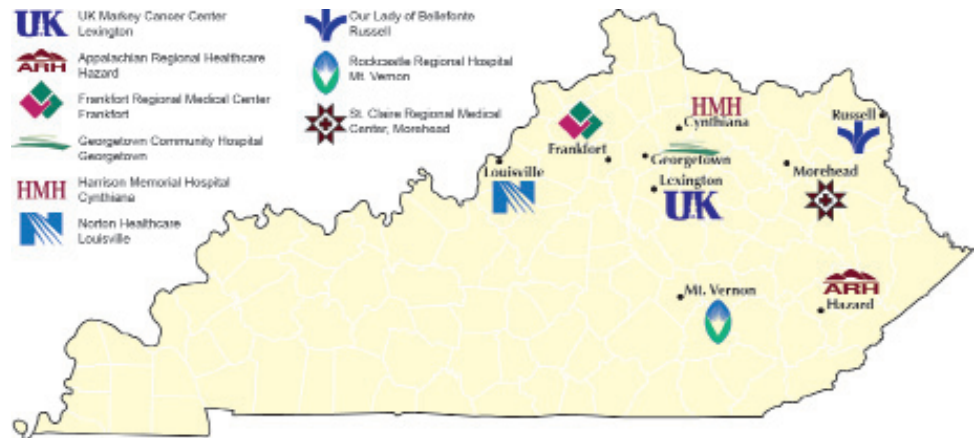 UK
UK Markey Cancer Center
Lexington
ARH
Appalachian Regional Healthcare
Hazard
Frankfort Regional Medical Center
Frankfort
Georgetown Community Hospital
Georgetown
HMH
Harrison Memorial Hospital
Cynthiana
Norton Healthcare
Louisville
Our Lady of Bellefonte
Russell
Rockcastle Regional Hospital
Mt. Vernon
St. Claire Regional Medical
Center, Morehead
HMH
Cynthiana
Russell
Frankfort
Georgetown
Louisville
Morehead
Lexington
UK
Mt. Vernon
ARH
Hazard